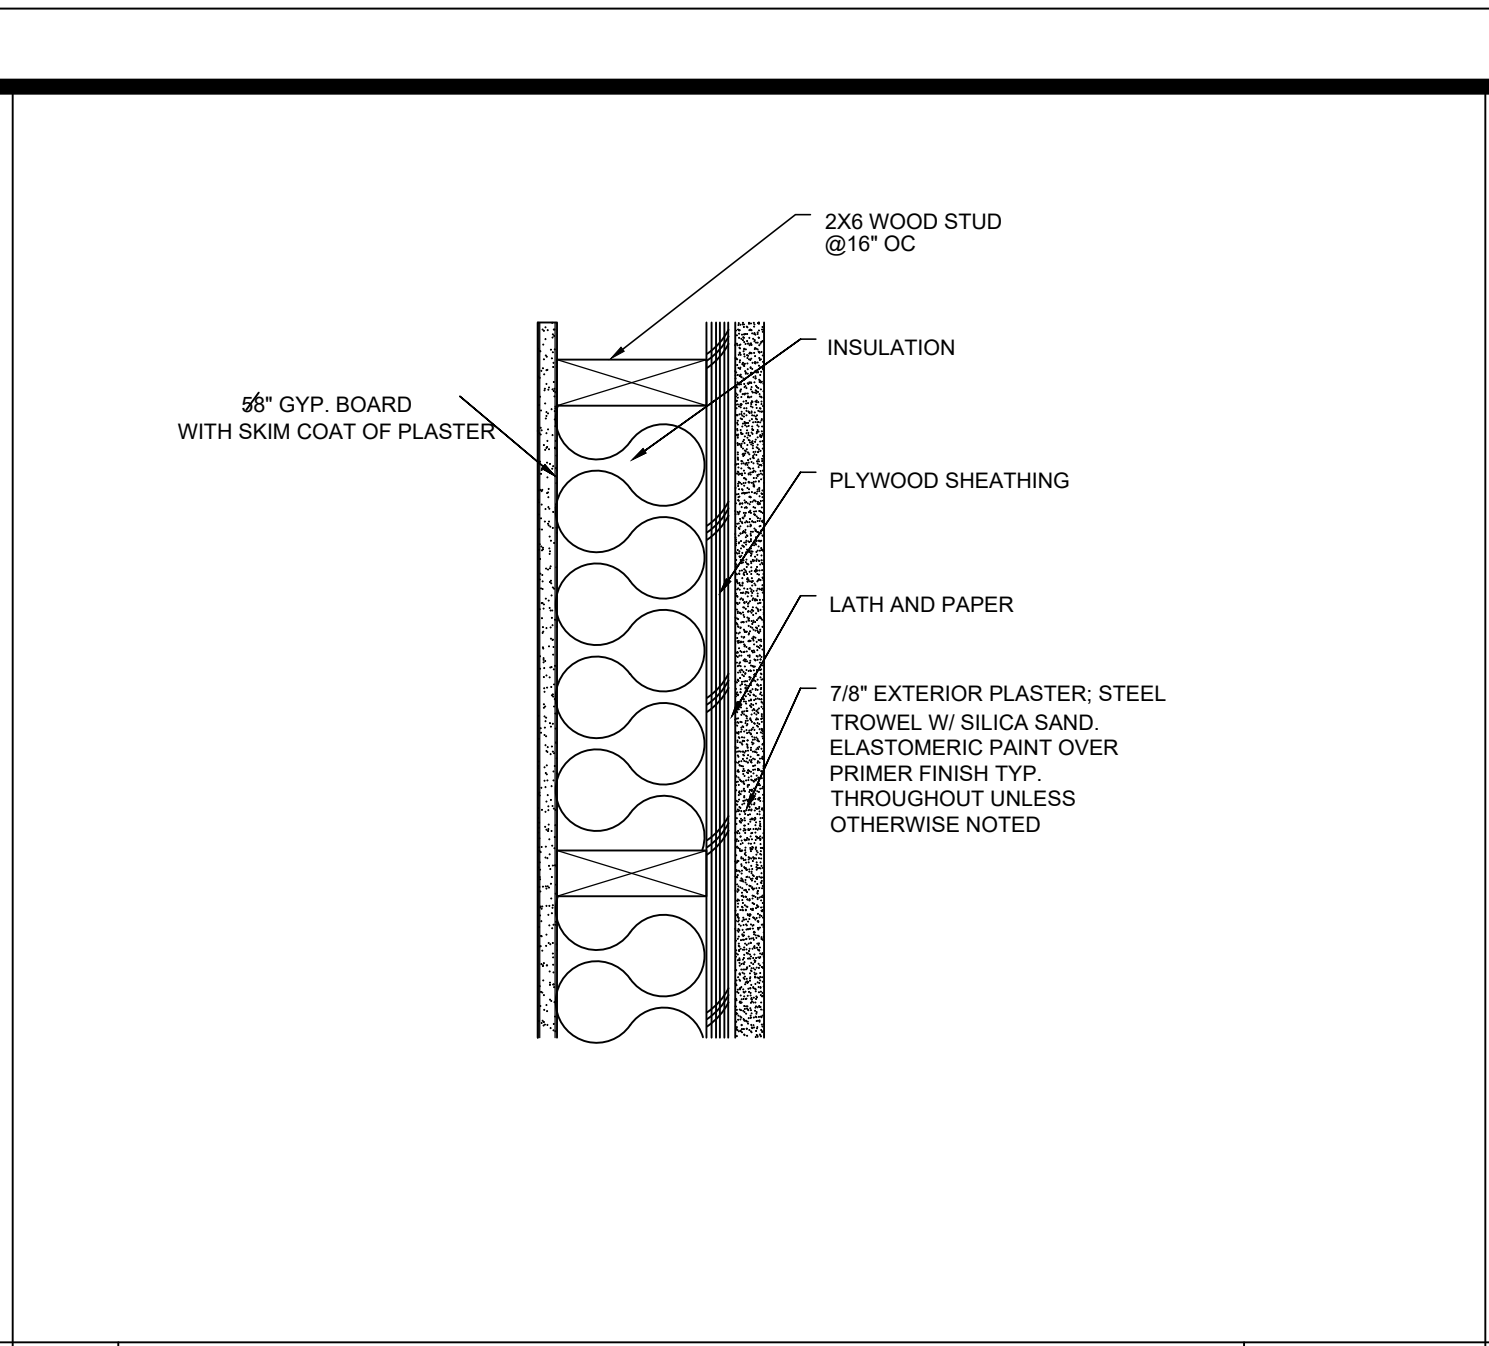 2X6 WOOD STUD
@16" OC
INSULATION
5/8" GYP. BOARD
WITH SKIM COAT OF PLASTER
PLYWOOD SHEATHING
LATH AND PAPER
7/8" EXTERIOR PLASTER; STEEL
TROWEL W/ SILICA SAND.
ELASTOMERIC PAINT OVER
PRIMER FINISH TYP.
THROUGHOUT UNLESS
OTHERWISE NOTED